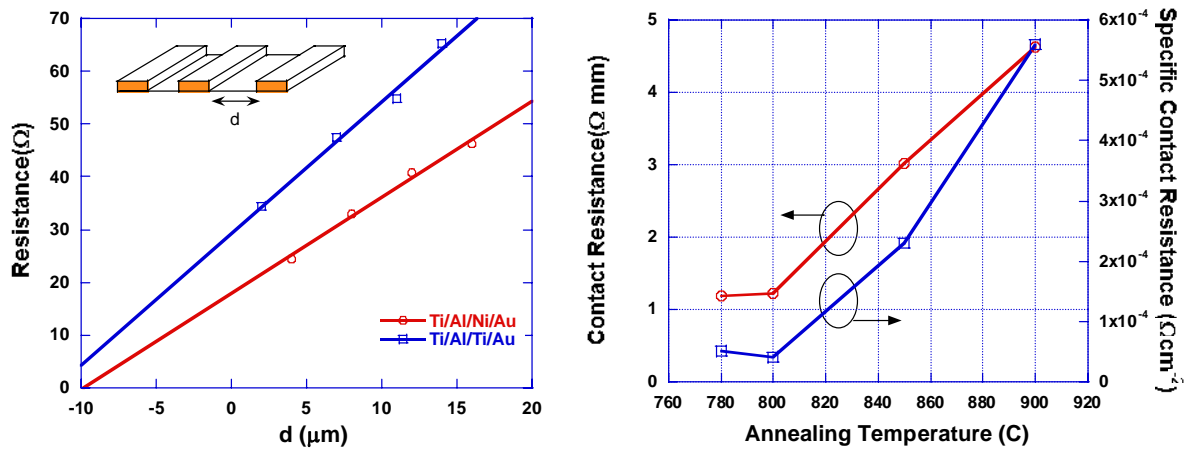 70
60
50
40
30
20
10
0
Resistance(Ω)
d
Ti/Al/Ni/Au
Ti/Al/Ti/Au
-10 -5 0 5 10 15 20
d (μm)
5
4
3
2
1
0
Contact Resistance(Ω mm)
6x10⁻⁴
5x10⁻⁴
4x10⁻⁴
3x10⁻⁴
2x10⁻⁴
1x10⁻⁴
0
Specific Contact Resistance (Ωcm⁻²)
760 780 800 820 840 860 880 900 920
Annealing Temperature (C)